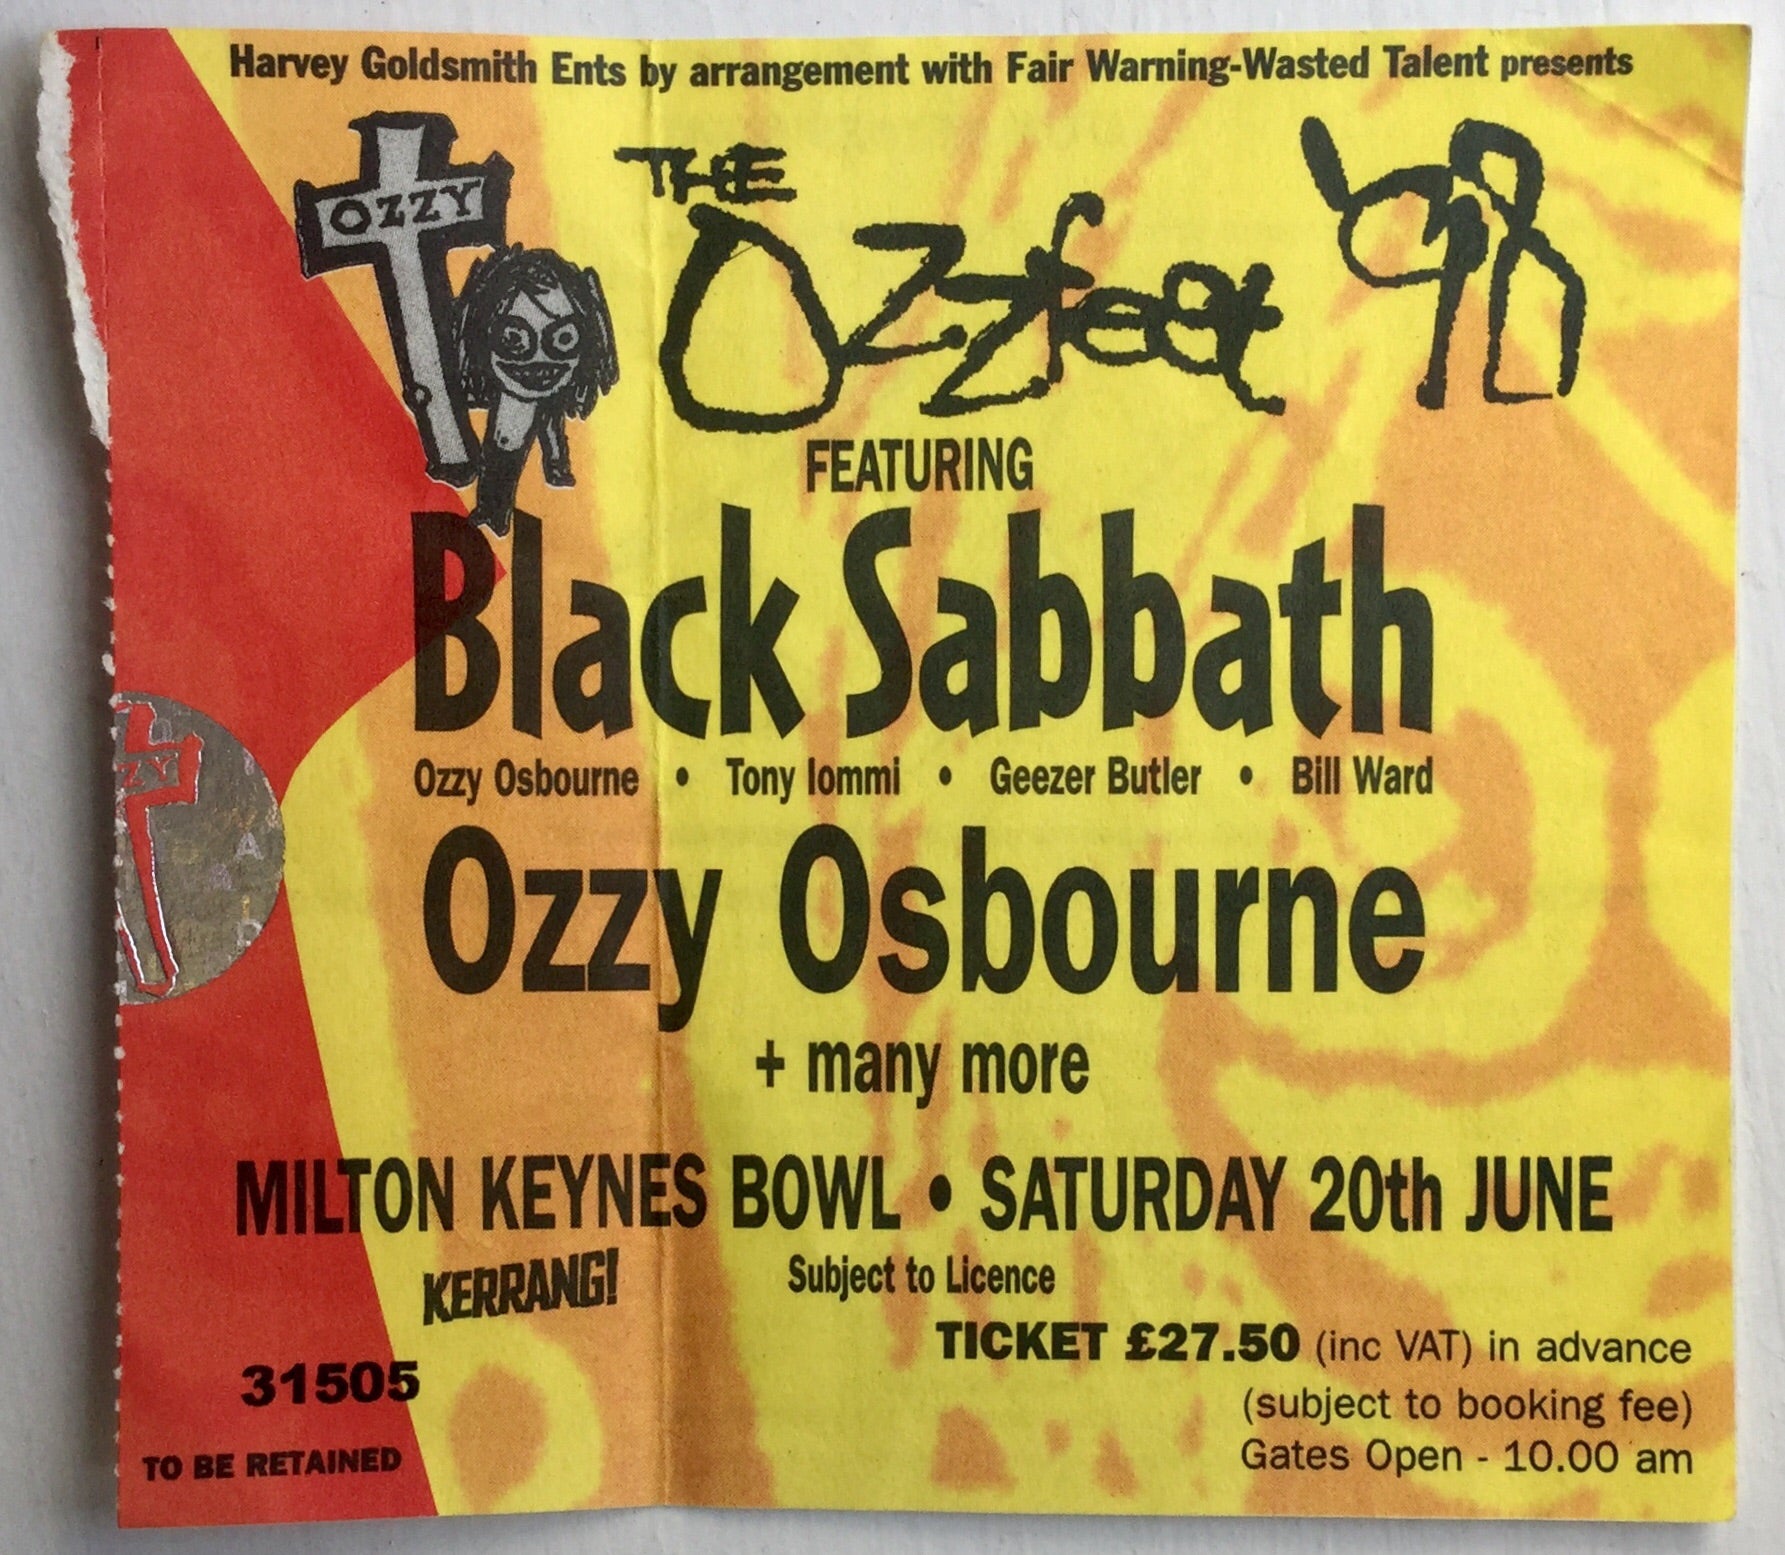 Harvey Goldsmith Ents by arrangement with Fair Warning-Wasted Talent presents
OZZY
THE
Ozzfest '98
FEATURING
Black Sabbath
Ozzy Osbourne • Tony Iommi • Geezer Butler • Bill Ward
ZY
Ozzy Osbourne
+ many more
MILTON KEYNES BOWL • SATURDAY 20th JUNE
KERRANG!
Subject to Licence
TICKET £27.50 (inc VAT) in advance
31505
(subject to booking fee)
TO BE RETAINED
Gates Open - 10.00 am